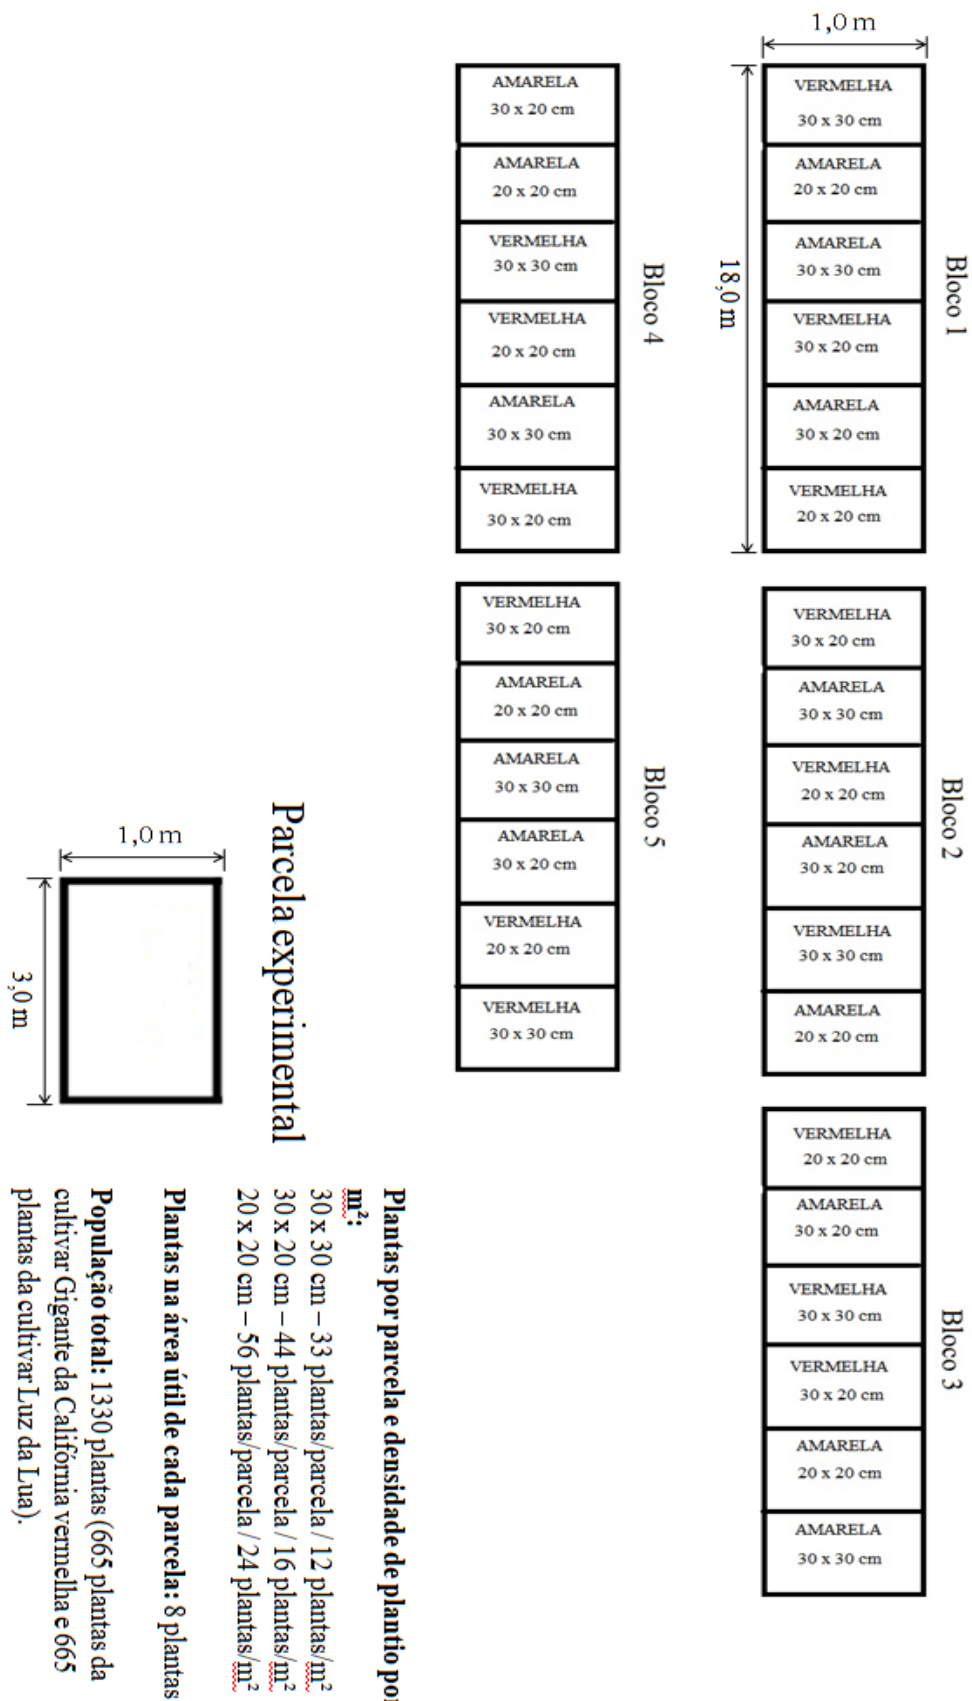 1,0 m
18,0 m
Bloco 1
VERMELHA
30 x 30 cm
AMARELA
20 x 20 cm
AMARELA
30 x 30 cm
VERMELHA
30 x 20 cm
AMARELA
30 x 20 cm
VERMELHA
20 x 20 cm
Bloco 2
VERMELHA
30 x 20 cm
AMARELA
30 x 30 cm
VERMELHA
20 x 20 cm
AMARELA
30 x 20 cm
VERMELHA
30 x 30 cm
AMARELA
20 x 20 cm
Bloco 3
VERMELHA
20 x 20 cm
AMARELA
30 x 20 cm
VERMELHA
30 x 30 cm
VERMELHA
30 x 20 cm
AMARELA
20 x 20 cm
AMARELA
30 x 30 cm
Bloco 4
AMARELA
30 x 20 cm
AMARELA
20 x 20 cm
VERMELHA
30 x 30 cm
VERMELHA
20 x 20 cm
AMARELA
30 x 30 cm
VERMELHA
30 x 20 cm
Bloco 5
VERMELHA
30 x 20 cm
AMARELA
20 x 20 cm
AMARELA
30 x 30 cm
AMARELA
30 x 20 cm
VERMELHA
20 x 20 cm
VERMELHA
30 x 30 cm
Parcela experimental
1,0 m
3,0 m
Plantas por parcela e densidade de plantio por
m²:
30 x 30 cm – 33 plantas/parcela / 12 plantas/m²
30 x 20 cm – 44 plantas/parcela / 16 plantas/m²
20 x 20 cm – 56 plantas/parcela / 24 plantas/m²
Plantas na área útil de cada parcela: 8 plantas
População total: 1330 plantas (665 plantas da
cultivar Gigante da Califórnia vermelha e 665
plantas da cultivar Luz da Lua).